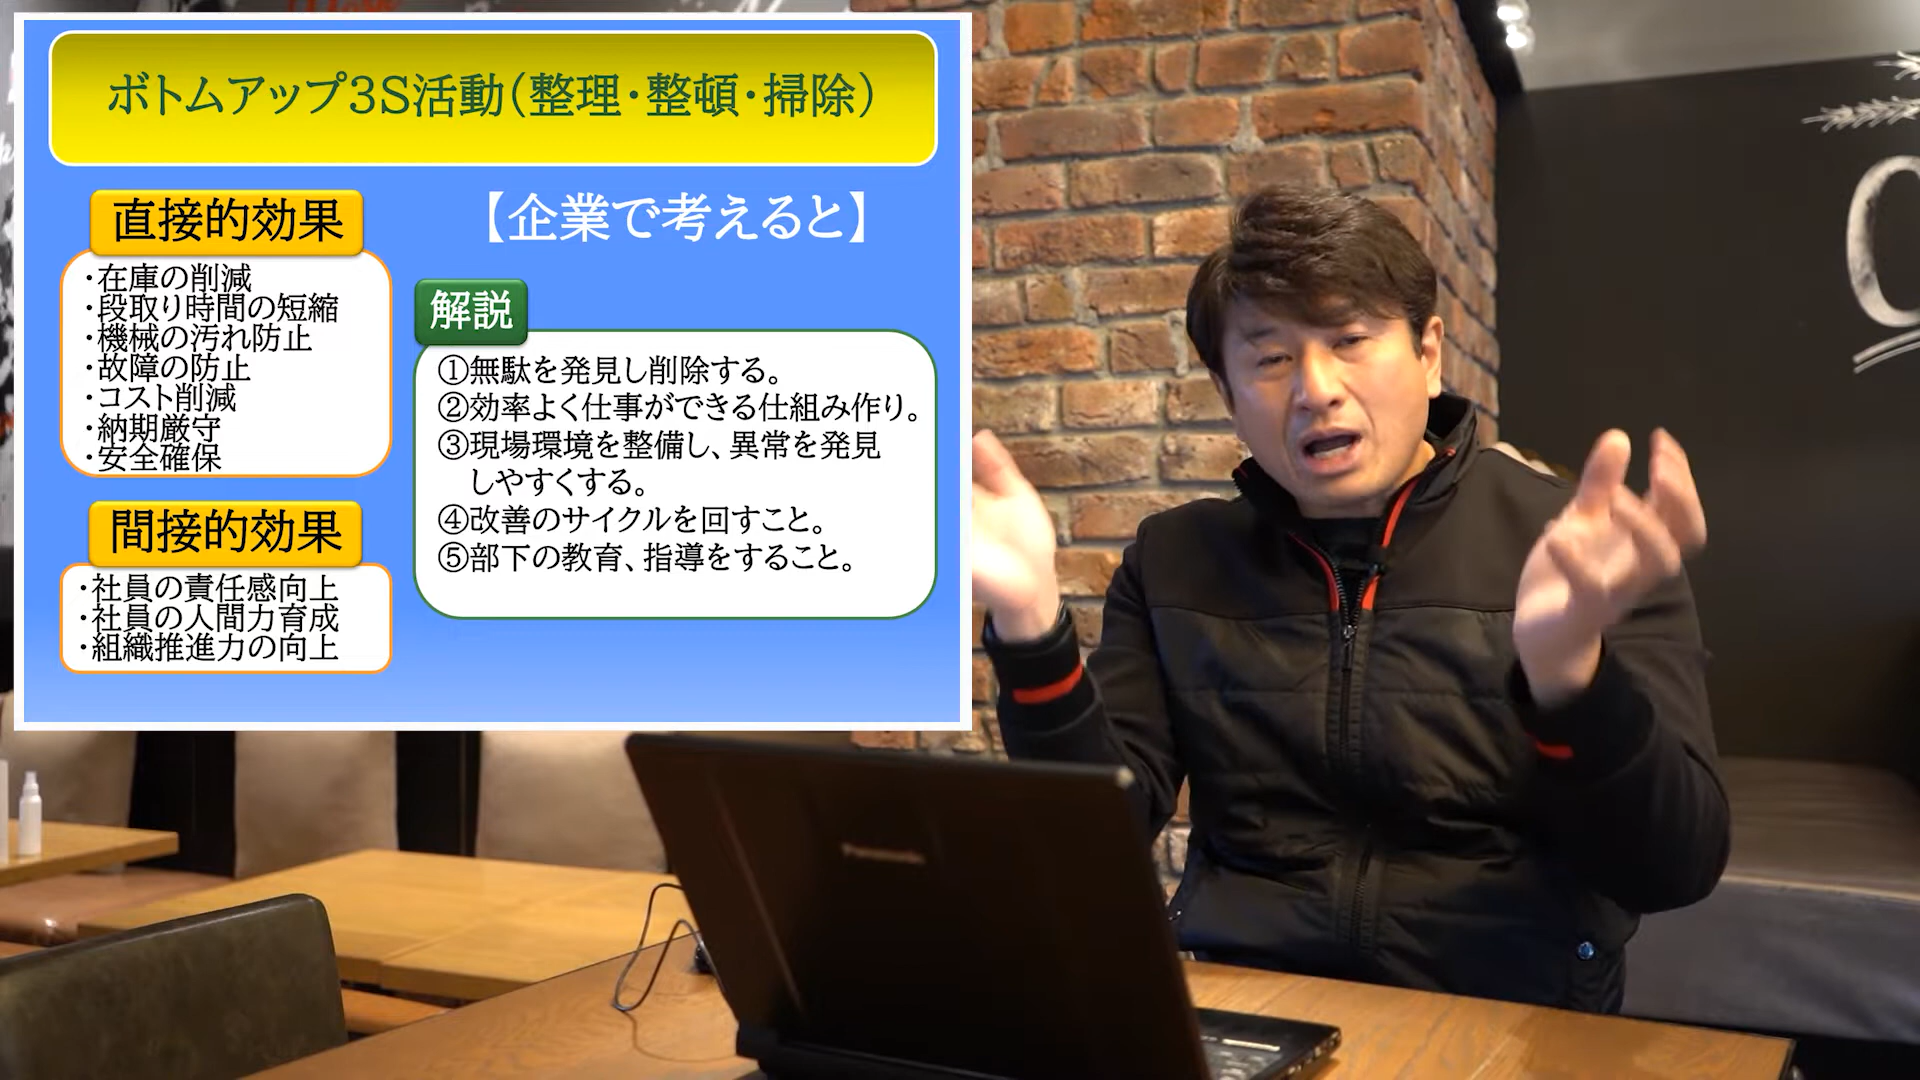 ボトムアップ３Ｓ活動（整理・整頓・掃除）
【企業で考えると】
直接的効果
・在庫の削減
・段取り時間の短縮
・機械の汚れ防止
・故障の防止
・コスト削減
・納期厳守
・安全確保
間接的効果
・社員の責任感向上
・社員の人間力育成
・組織推進力の向上
解説
①無駄を発見し削除する。
②効率よく仕事ができる仕組み作り。
③現場環境を整備し、異常を発見
しやすくする。
④改善のサイクルを回すこと。
⑤部下の教育、指導をすること。
Panasonic